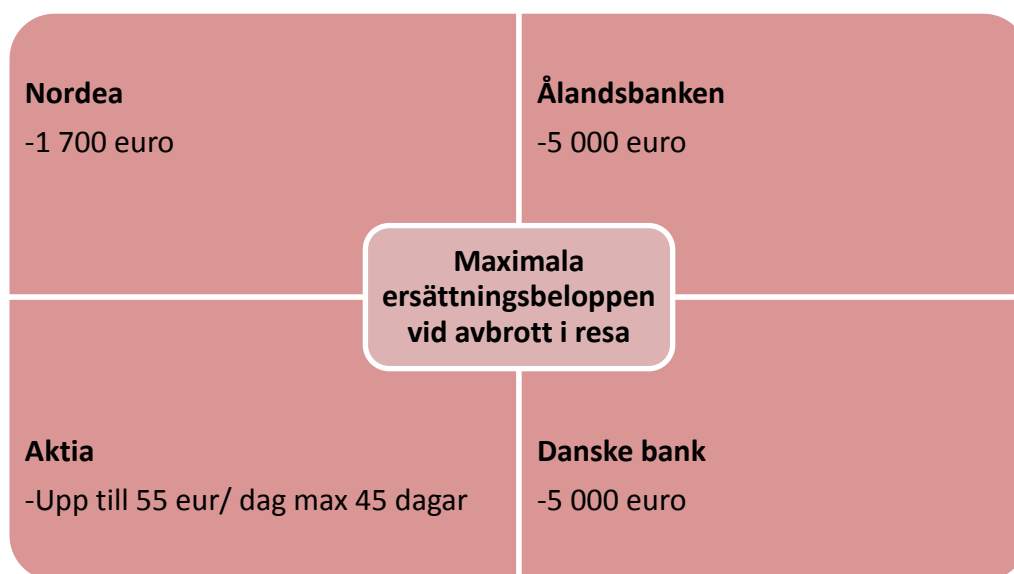 Nordea
-1 700 euro
Ålandsbanken
-5 000 euro
Maximala
ersättningsbeloppen
vid avbrott i resa
Aktia
-Upp till 55 eur/ dag max 45 dagar
Danske bank
-5 000 euro